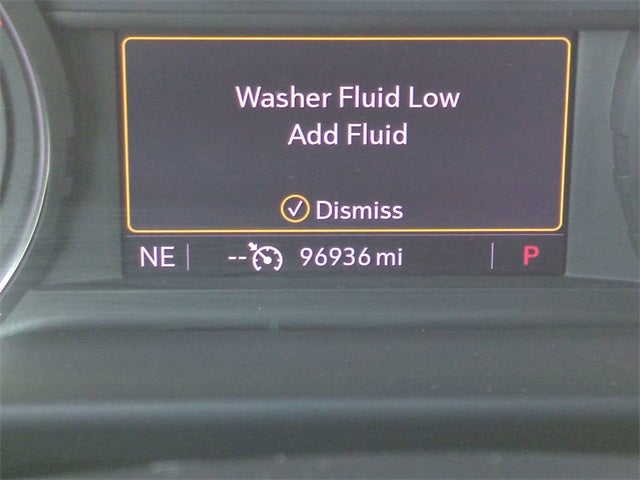 Washer Fluid Low
Add Fluid
Dismiss
NE -- 96936 mi P